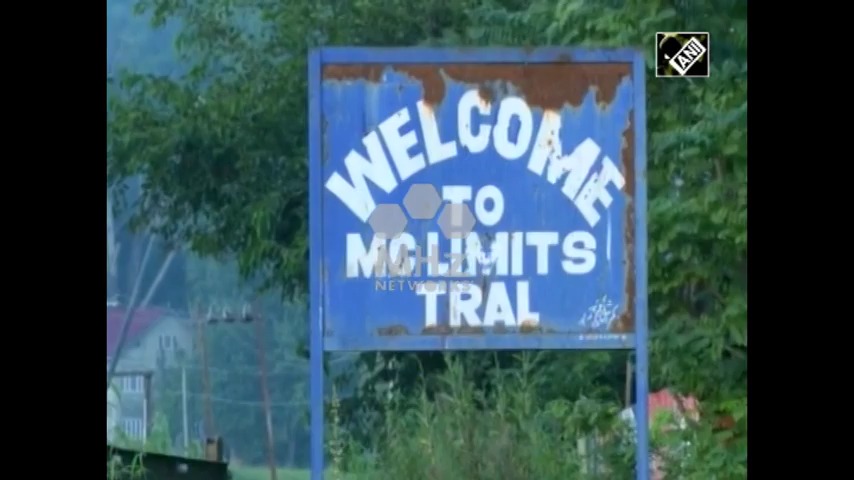 ANI
WELCOME
TO
MC LIMITS
TRAL
MHz
NETWORKS